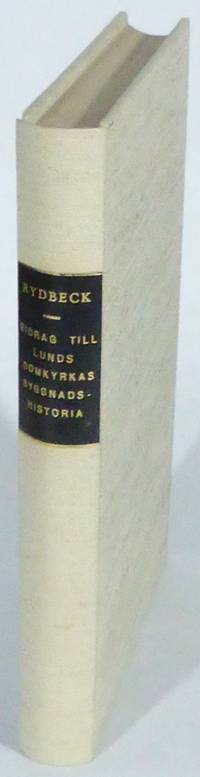 RYDBECK
BIDRAG TILL
LUNDS
DOMKYRKAS
BYGGNADS-
HISTORIA